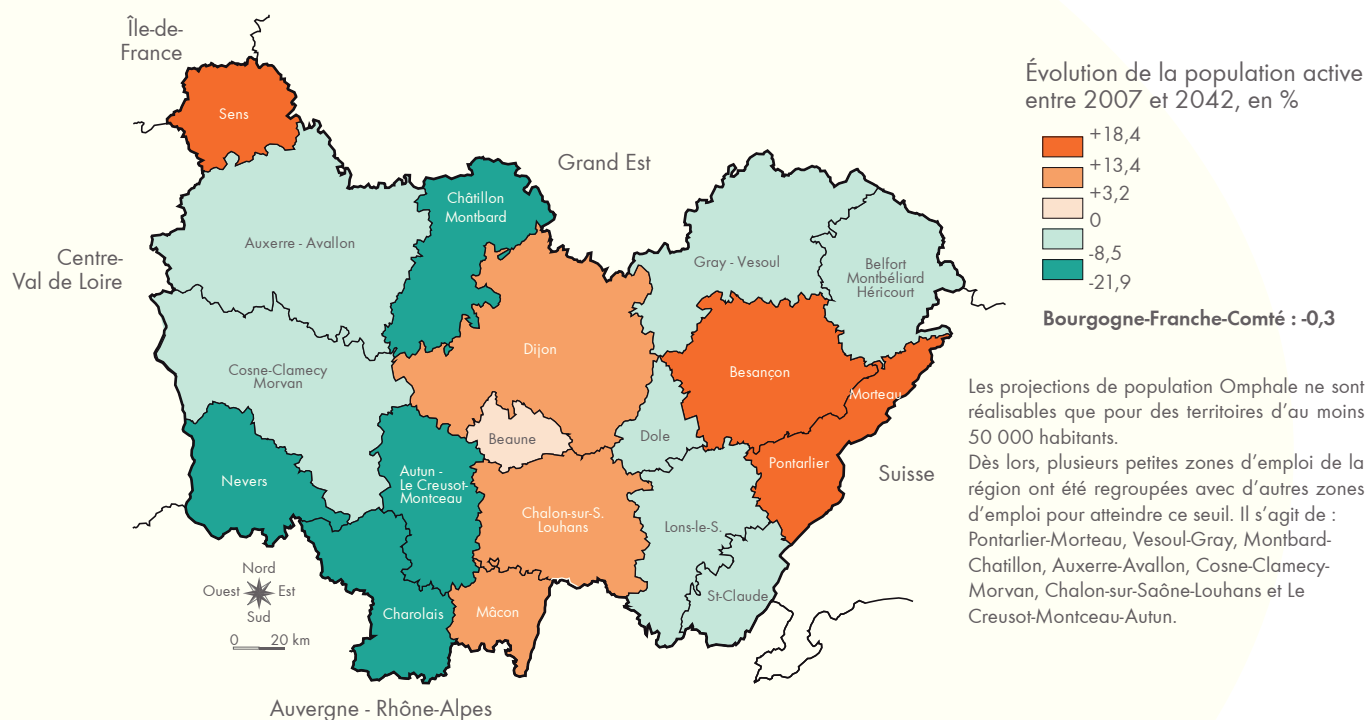 Île-de-
France
Sens
Grand Est
Châtillon
Montbard
Auxerre - Avallon
Centre-
Val de Loire
Gray - Vesoul
Belfort
Montbéliard
Héricourt
Dijon
Cosne-Clamecy
Morvan
Besançon
Morteau
Beaune
Dole
Pontarlier
Suisse
Nevers
Autun -
Le Creusot-
Montceau
Chalon-sur-S.
Louhans
Lons-le-S.
St-Claude
Charolais
Mâcon
Nord
Ouest
Est
Sud
0
20 km
Auvergne - Rhône-Alpes
Évolution de la population active
entre 2007 et 2042, en %
+18,4
+13,4
+3,2
0
-8,5
-21,9
Bourgogne-Franche-Comté : -0,3
Les projections de population Omphale ne sont
réalisables que pour des territoires d'au moins
50 000 habitants.
Dès lors, plusieurs petites zones d'emploi de la
région ont été regroupées avec d'autres zones
d'emploi pour atteindre ce seuil. Il s'agit de :
Pontarlier-Morteau, Vesoul-Gray, Montbard-
Chatillon, Auxerre-Avallon, Cosne-Clamecy-
Morvan, Chalon-sur-Saône-Louhans et Le
Creusot-Montceau-Autun.